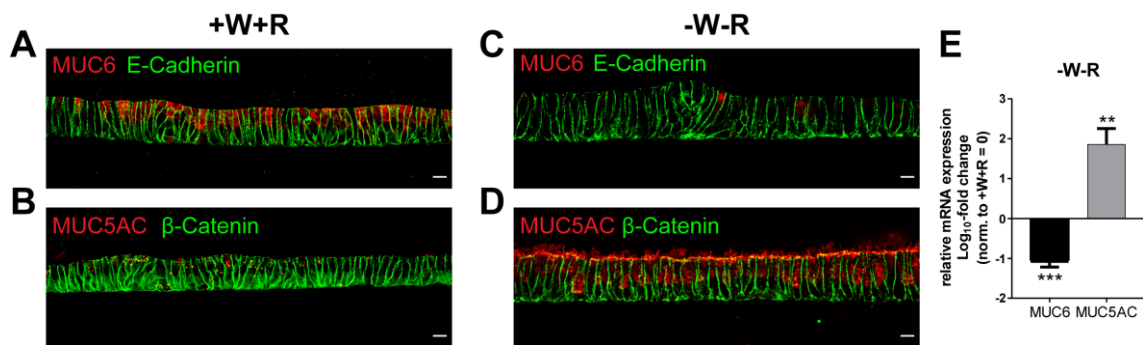 +W+R
-W-R
A
MUC6 E-Cadherin
B
MUC5AC β-Catenin
C
MUC6 E-Cadherin
D
MUC5AC β-Catenin
E
-W-R
relative mRNA expression
Log₁₀-fold change
(norm. to +W+R = 0)
3
2
1
0
-1
-2
**
***
MUC6 MUC5AC